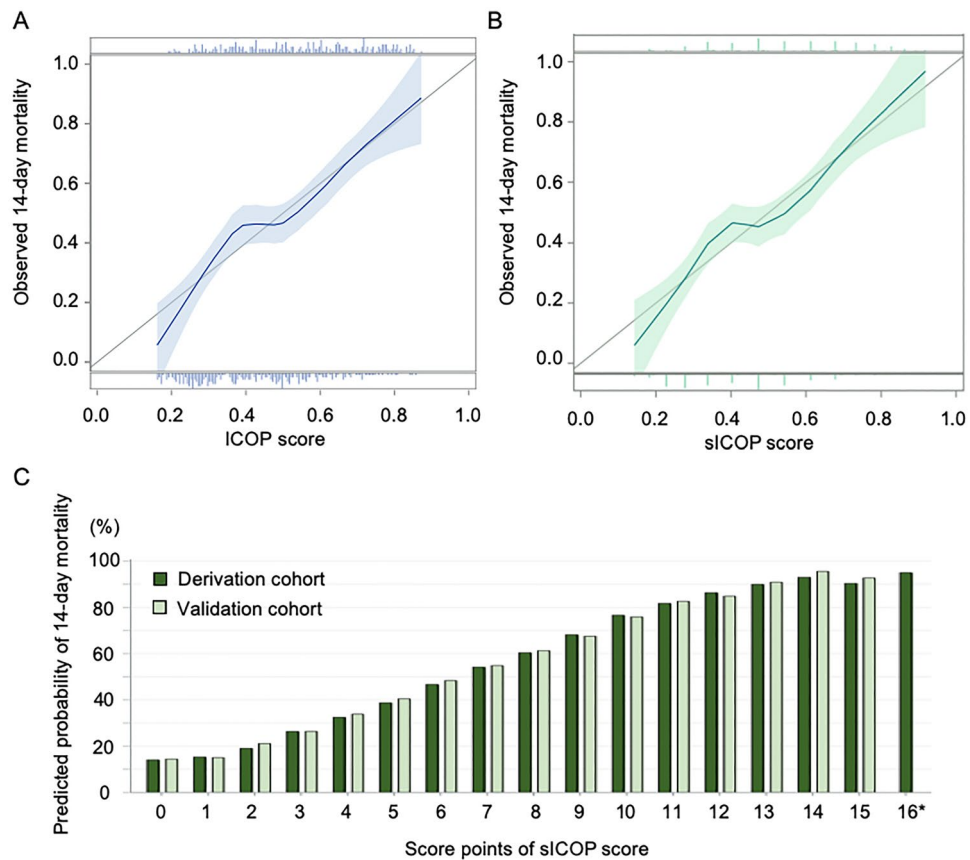 A
Observed 14-day mortality
1.0
0.8
0.6
0.4
0.2
0.0
0.0 0.2 0.4 0.6 0.8 1.0
ICOP score
B
Observed 14-day mortality
1.0
0.8
0.6
0.4
0.2
0.0
0.0 0.2 0.4 0.6 0.8 1.0
sICOP score
C
Predicted probability of 14-day mortality
(%)
100
80
60
40
20
0
Derivation cohort
Validation cohort
0 1 2 3 4 5 6 7 8 9 10 11 12 13 14 15 16*
Score points of sICOP score